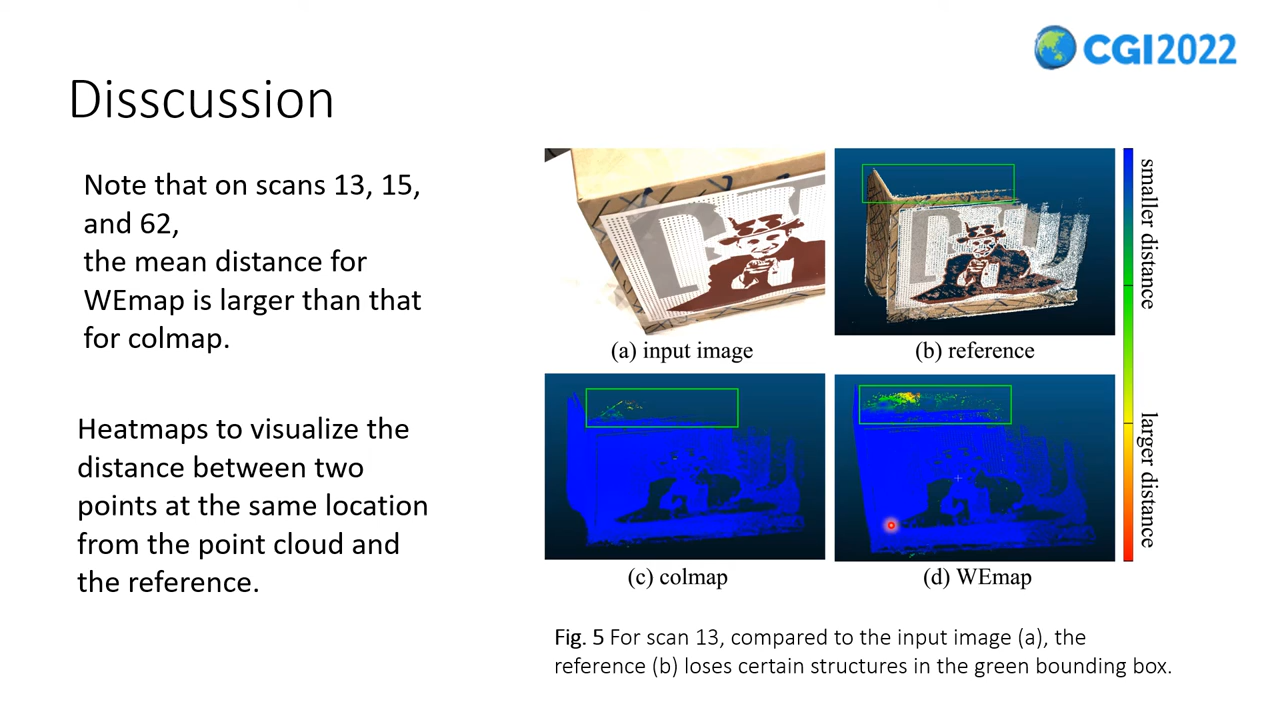 CGI2022
Disscussion
Note that on scans 13, 15,
and 62,
the mean distance for
WEmap is larger than that
for colmap.
Heatmaps to visualize the
distance between two
points at the same location
from the point cloud and
the reference.
(a) input image
(b) reference
(c) colmap
(d) WEmap
smaller distance
larger distance
Fig. 5 For scan 13, compared to the input image (a), the
reference (b) loses certain structures in the green bounding box.